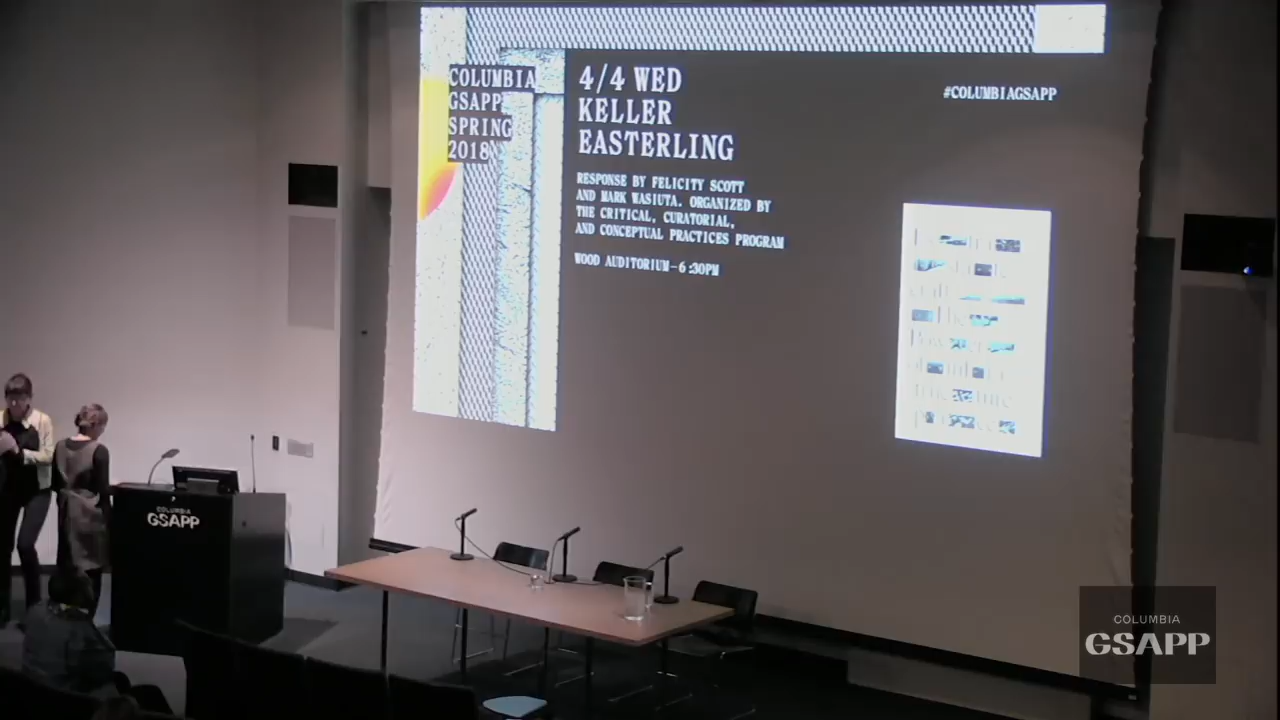 COLUMBIA
GSAPP
SPRING
2018
4/4 WED
KELLER
EASTERLING
RESPONSE BY FELICITY SCOTT
AND MARK WASIUTA. ORGANIZED BY
THE CRITICAL, CURATORIAL,
AND CONCEPTUAL PRACTICES PROGRAM
WOOD AUDITORIUM-6:30PM
#COLUMBIAGSAPP
COLUMBIA
GSAPP
COLUMBIA
GSAPP